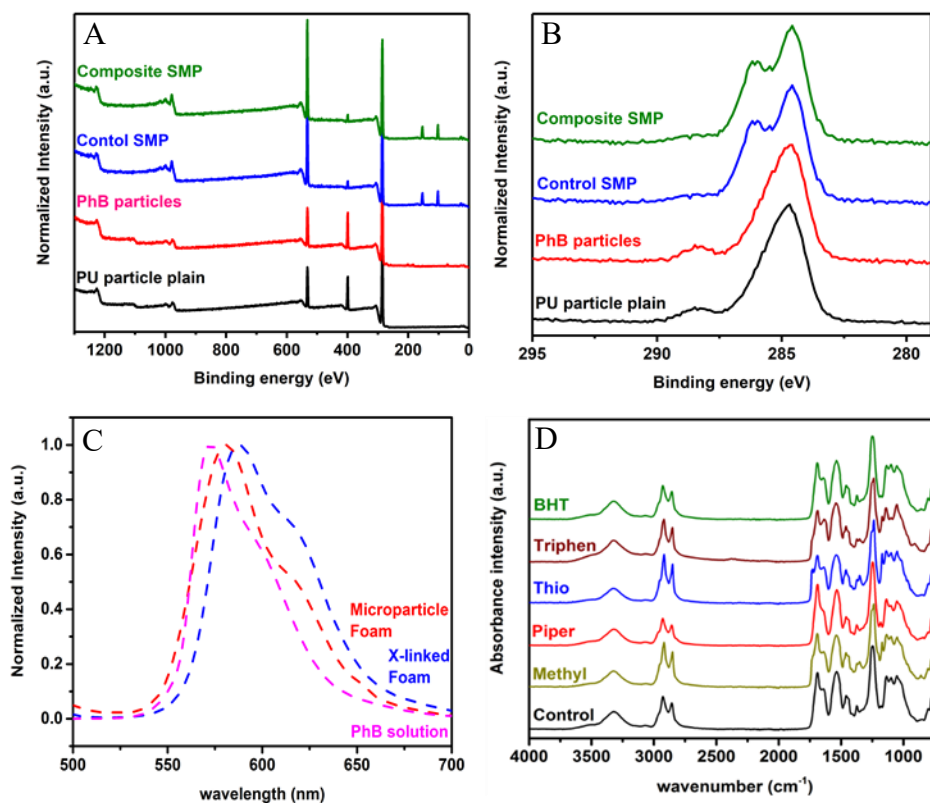 A
Normalized Intensity (a.u.)
Composite SMP
Contol SMP
PhB particles
PU particle plain
1200 1000 800 600 400 200 0
Binding energy (eV)
B
Normalized Intensity (a.u.)
Composite SMP
Control SMP
PhB particles
PU particle plain
295 290 285 280
Binding energy (eV)
C
Normalized Intensity (a.u.)
1.0
0.8
0.6
0.4
0.2
0.0
Microparticle
Foam
X-linked
Foam
PhB solution
500 550 600 650 700
wavelength (nm)
D
Absorbance intensity (a.u.)
BHT
Triphen
Thio
Piper
Methyl
Control
4000 3500 3000 2500 2000 1500 1000
wavenumber (cm⁻¹)